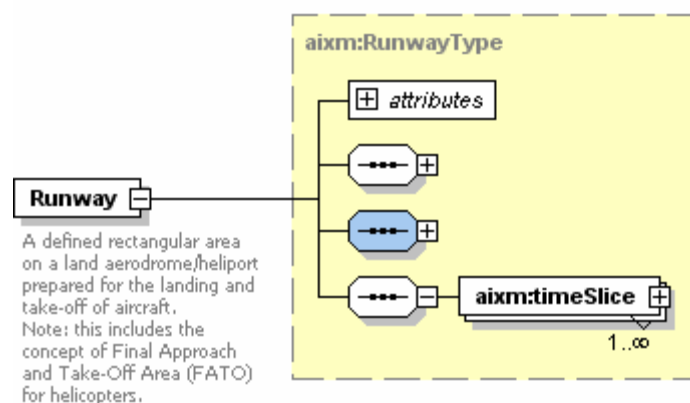 aixm:RunwayType
attributes
Runway
A defined rectangular area
on a land aerodrome/heliport
prepared for the landing and
take-off of aircraft.
Note: this includes the
concept of Final Approach
and Take-Off Area (FATO)
for helicopters.
aixm:timeSlice
1..∞